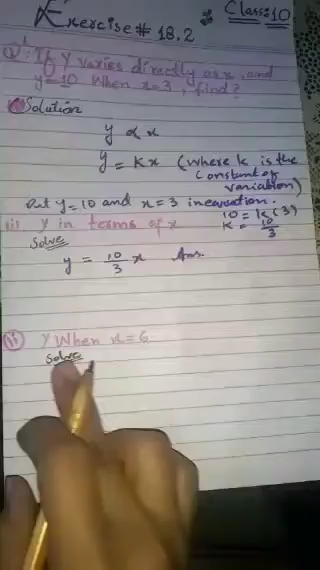 Exercise # 18.2
Class:10
Q1: If y varies directly as x, and
y=10 when x=3, find?
Solution
y ∝ x
y = Kx (where k is the
constant of
variation)
Put y=10 and x=3 in equation.
10 = K(3)
K = 10/3
i) Y in terms of x
Solve
y = 10/3 x Ans.
ii) Y When x=6
Solve